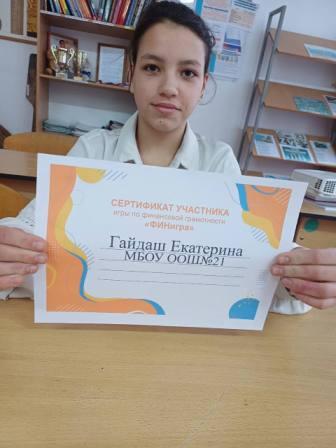 СЕРТИФИКАТ УЧАСТНИКА
игры по финансовой грамотности
«ФИНигра»
Гайдаш Екатерина
МБОУ ООШ№21